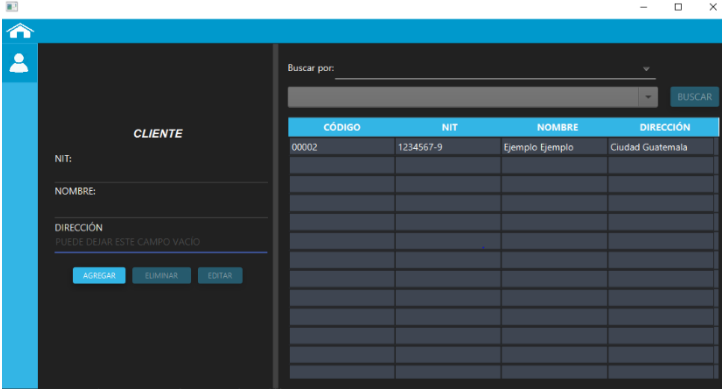 CLIENTE
NIT:
NOMBRE:
DIRECCIÓN
PUEDE DEJAR ESTE CAMPO VACÍO
AGREGAR ELIMINAR EDITAR
Buscar por:
BUSCAR
CÓDIGO NIT NOMBRE DIRECCIÓN
00002 1234567-9 Ejemplo Ejemplo Ciudad Guatemala